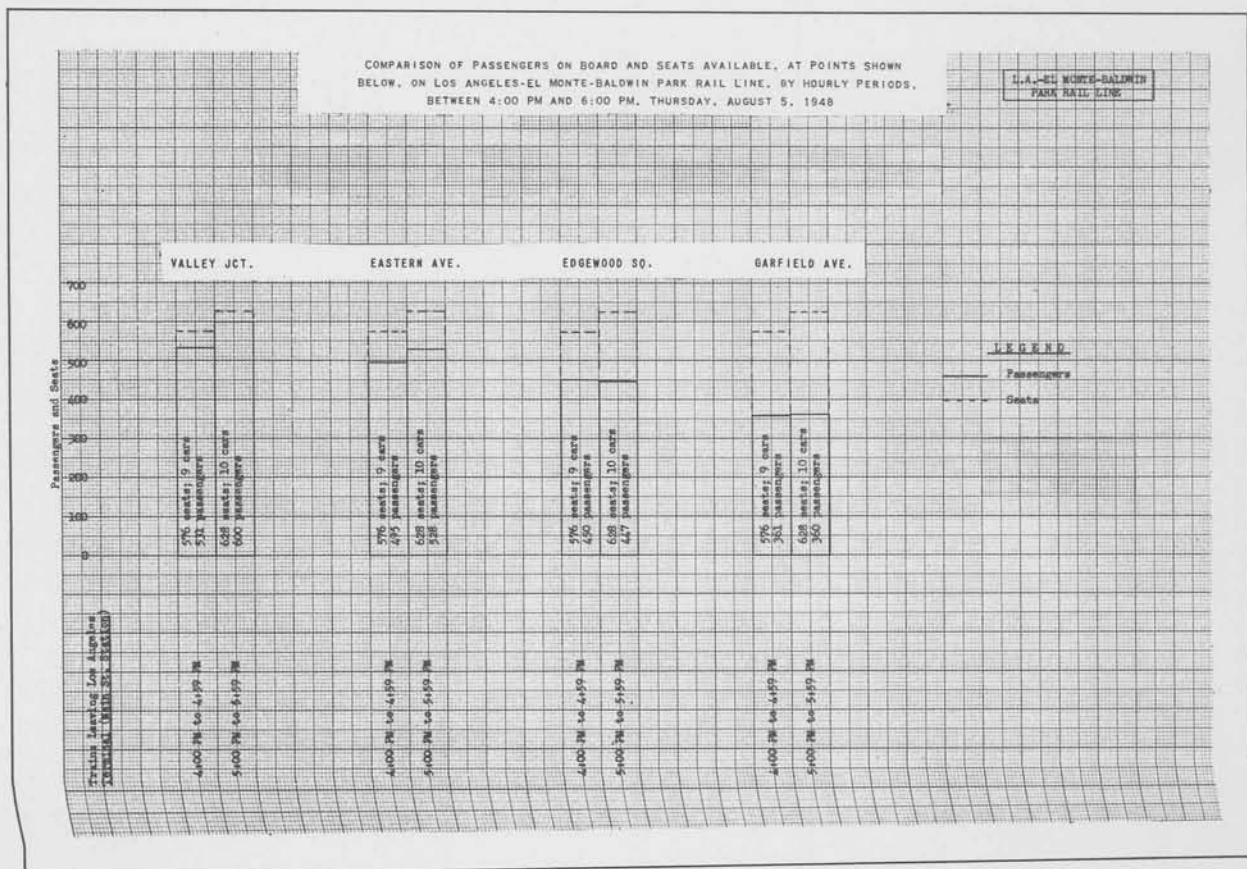 COMPARISON OF PASSENGERS ON BOARD AND SEATS AVAILABLE, AT POINTS SHOWN
BELOW, ON LOS ANGELES-EL MONTE-BALDWIN PARK RAIL LINE, BY HOURLY PERIODS,
BETWEEN 4:00 PM AND 6:00 PM, THURSDAY, AUGUST 5, 1948
L.A.-EL MONTE-BALDWIN
PARK RAIL LINE
VALLEY JCT.
EASTERN AVE.
EDGEWOOD SQ.
GARFIELD AVE.
700
600
500
400
300
200
100
0
Passengers and Seats
576 seats; 9 cars
531 passengers
628 seats; 10 cars
600 passengers
576 seats; 9 cars
495 passengers
628 seats; 10 cars
528 passengers
576 seats; 9 cars
450 passengers
628 seats; 10 cars
447 passengers
576 seats; 9 cars
361 passengers
628 seats; 10 cars
360 passengers
LEGEND
Passengers
Seats
Trains Leaving Los Angeles
Terminal (Main St. Station)
4:00 PM to 4:59 PM
5:00 PM to 5:59 PM
4:00 PM to 4:59 PM
5:00 PM to 5:59 PM
4:00 PM to 4:59 PM
5:00 PM to 5:59 PM
4:00 PM to 4:59 PM
5:00 PM to 5:59 PM